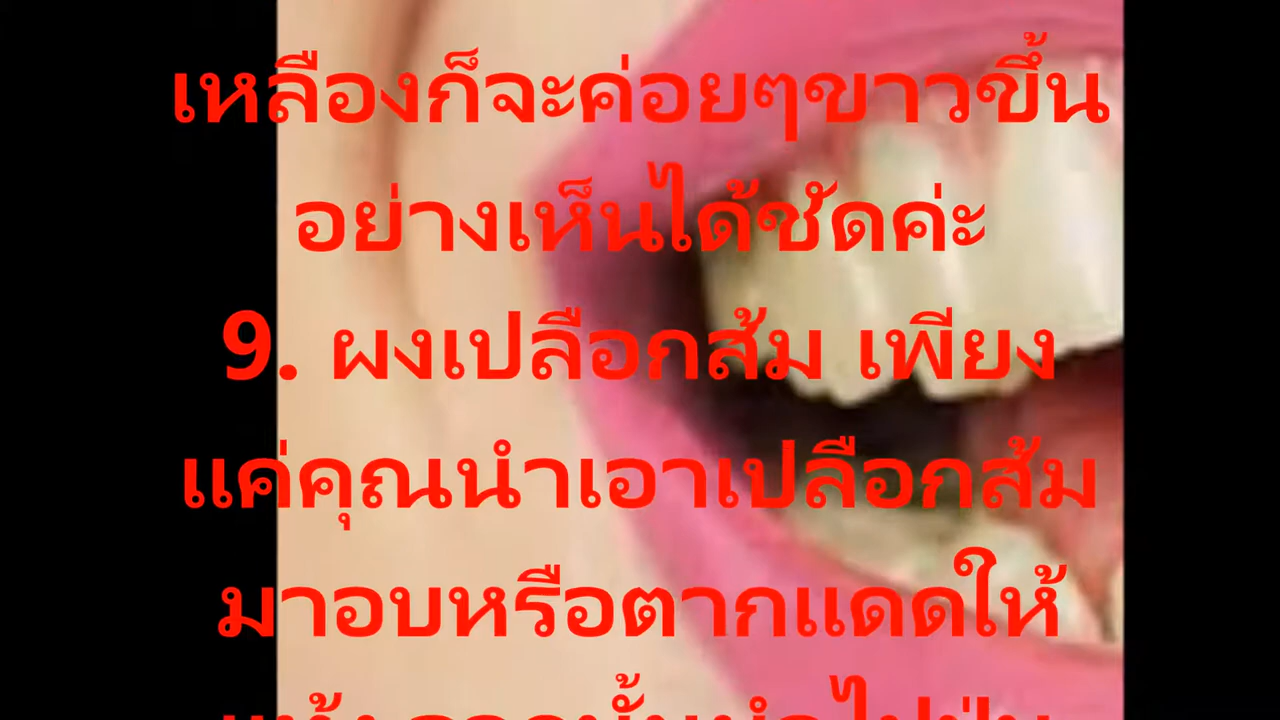 เหลืองก็จะค่อยๆขาวขึ้น
อย่างเห็นได้ชัดค่ะ
9. ผงเปลือกส้ม เพียง
แค่คุณนำเอาเปลือกส้ม
มาอบหรือตากแดดให้